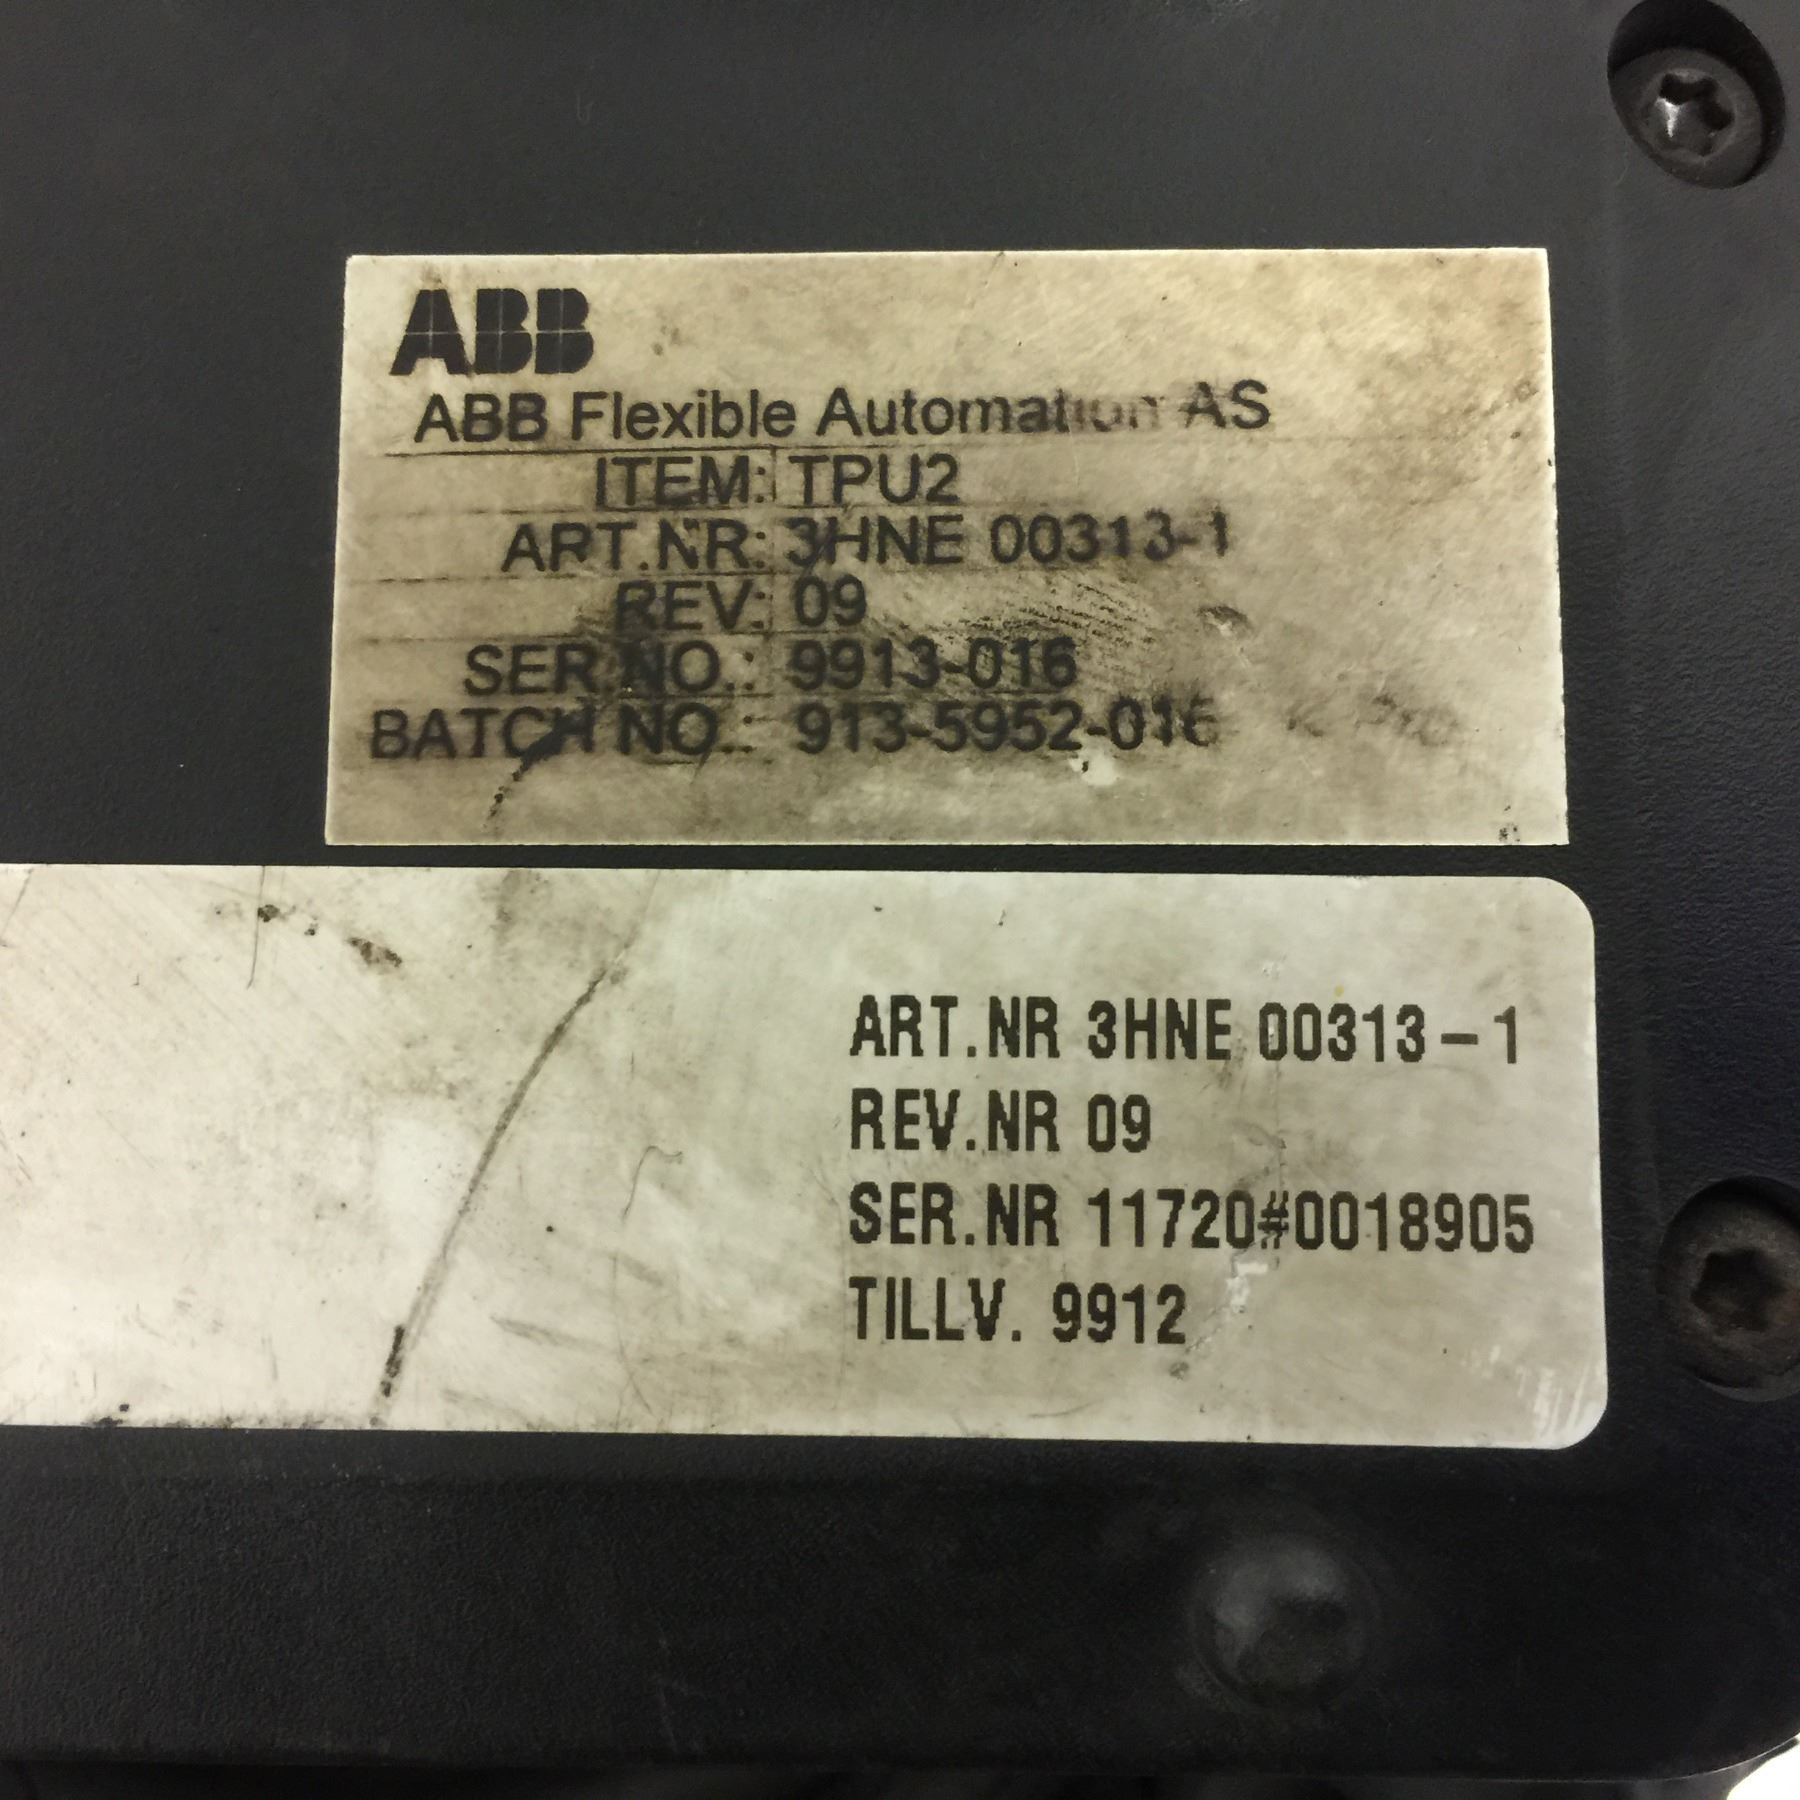 ABB
ABB Flexible Automation AS
ITEM: TPU2
ART.NR: 3HNE 00313-1
REV: 09
SER.NO.: 9913-016
BATCH NO.: 913-5952-016
ART.NR 3HNE 00313-1
REV.NR 09
SER.NR 11720#0018905
TILLV. 9912